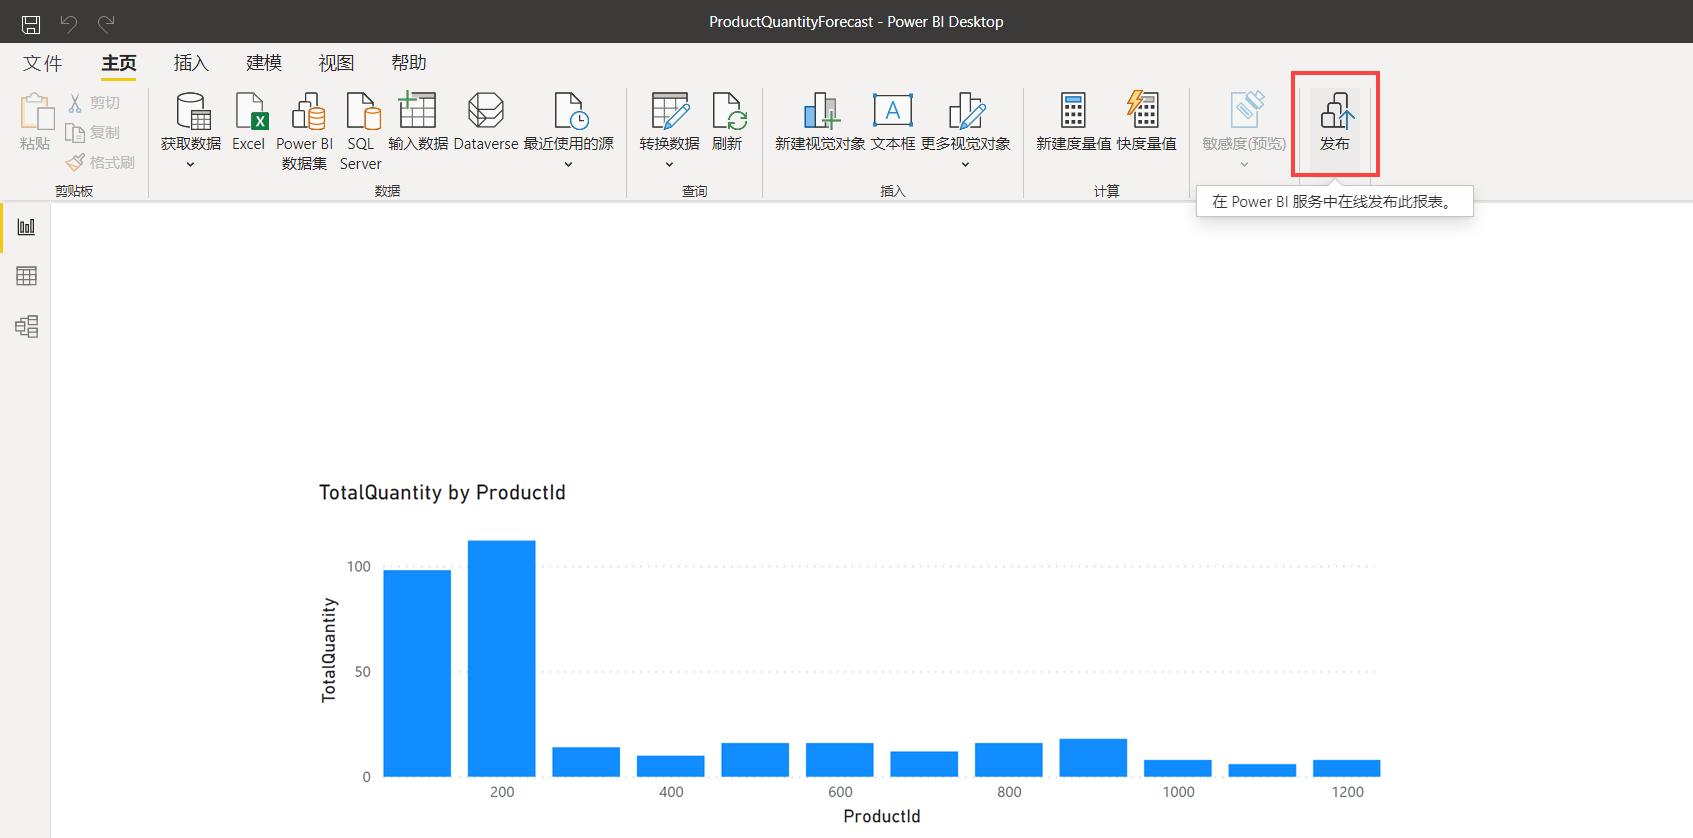 ProductQuantityForecast - Power BI Desktop
文件 主页 插入 建模 视图 帮助
粘贴
剪切
复制
格式刷
剪贴板
获取数据
Excel
Power BI
数据集
SQL
Server
输入数据
Dataverse
最近使用的源
数据
转换数据
刷新
查询
新建视觉对象
文本框
更多视觉对象
插入
新建度量值
快度量值
计算
敏感度(预览)
发布
在 Power BI 服务中在线发布此报表。
TotalQuantity by ProductId
100
50
0
TotalQuantity
200 400 600 800 1000 1200
ProductId